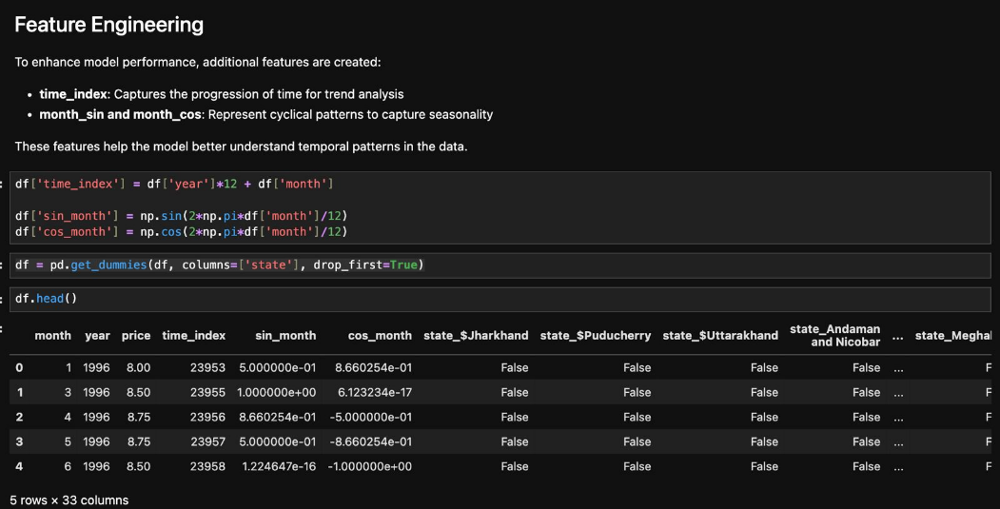 Feature Engineering
To enhance model performance, additional features are created:
• time_index: Captures the progression of time for trend analysis
• month_sin and month_cos: Represent cyclical patterns to capture seasonality
These features help the model better understand temporal patterns in the data.
: df['time_index'] = df['year']*12 + df['month']
df['sin_month'] = np.sin(2*np.pi*df['month']/12)
df['cos_month'] = np.cos(2*np.pi*df['month']/12)
: df = pd.get_dummies(df, columns=['state'], drop_first=True)
: df.head()
: month year price time_index sin_month cos_month state_$Jharkhand state_$Puducherry state_$Uttarakhand state_Andaman and Nicobar ... state_Meghal
0 1 1996 8.00 23953 5.000000e-01 8.660254e-01 False False False False ... F
1 3 1996 8.50 23955 1.000000e+00 6.123234e-17 False False False False ... F
2 4 1996 8.75 23956 8.660254e-01 -5.000000e-01 False False False False ... F
3 5 1996 8.75 23957 5.000000e-01 -8.660254e-01 False False False False ... F
4 6 1996 8.50 23958 1.224647e-16 -1.000000e+00 False False False False ... F
5 rows × 33 columns